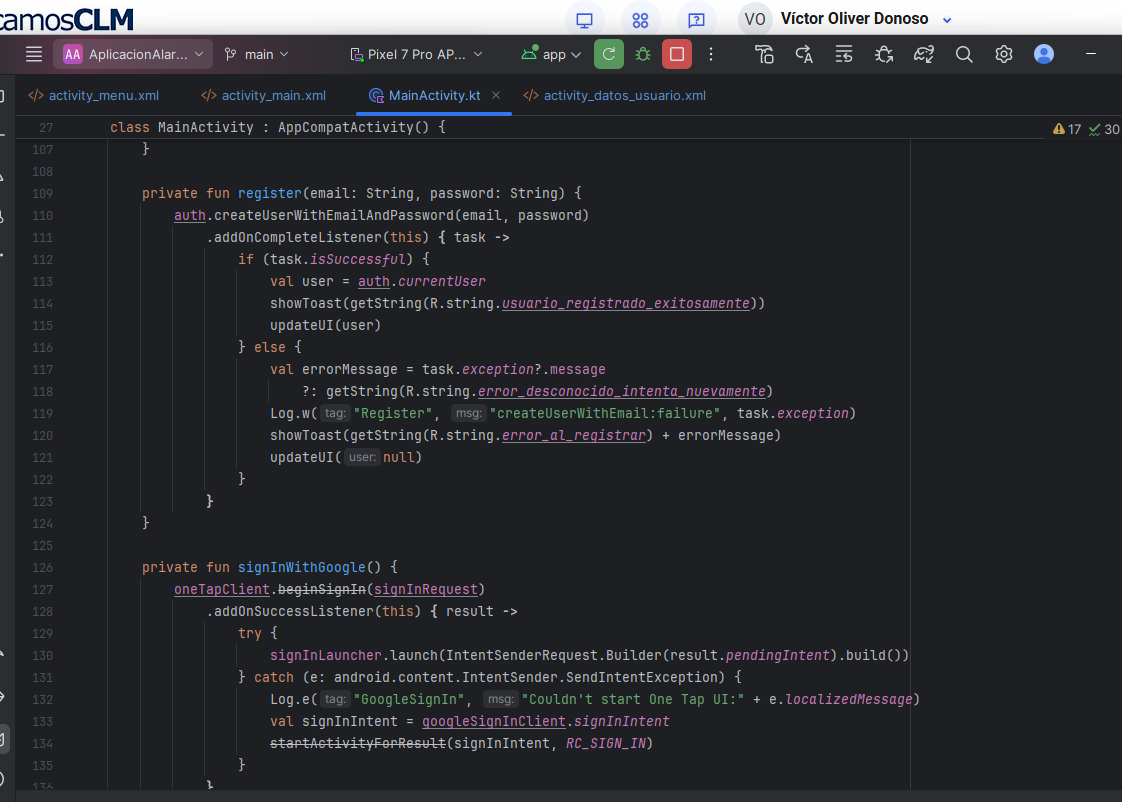 camosCLM
VO Víctor Oliver Donoso
AA AplicacionAlar... main Pixel 7 Pro AP... app
activity_menu.xml activity_main.xml MainActivity.kt activity_datos_usuario.xml
27 class MainActivity : AppCompatActivity() { 17 30
107 }
108
109 private fun register(email: String, password: String) {
110 auth.createUserWithEmailAndPassword(email, password)
111 .addOnCompleteListener(this) { task ->
112 if (task.isSuccessful) {
113 val user = auth.currentUser
114 showToast(getString(R.string.usuario_registrado_exitosamente))
115 updateUI(user)
116 } else {
117 val errorMessage = task.exception?.message
118 ?: getString(R.string.error_desconocido_intenta_nuevamente)
119 Log.w( tag: "Register", msg: "createUserWithEmail:failure", task.exception)
120 showToast(getString(R.string.error_al_registrar) + errorMessage)
121 updateUI( user: null)
122 }
123 }
124 }
125
126 private fun signInWithGoogle() {
127 oneTapClient.beginSignIn(signInRequest)
128 .addOnSuccessListener(this) { result ->
129 try {
130 signInLauncher.launch(IntentSenderRequest.Builder(result.pendingIntent).build())
131 } catch (e: android.content.IntentSender.SendIntentException) {
132 Log.e( tag: "GoogleSignIn", msg: "Couldn't start One Tap UI:" + e.localizedMessage)
133 val signInIntent = googleSignInClient.signInIntent
134 startActivityForResult(signInIntent, RC_SIGN_IN)
135 }
136 }